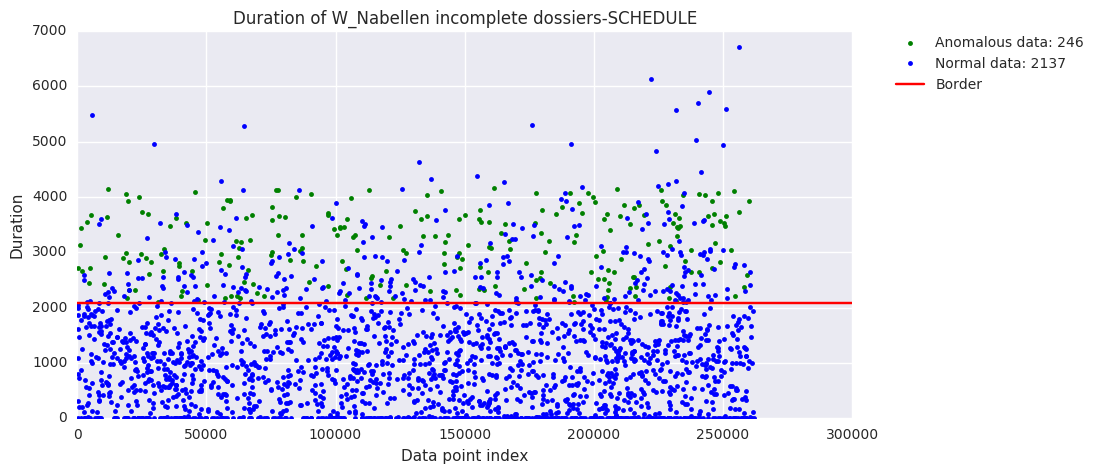 Duration of W_Nabellen incomplete dossiers-SCHEDULE
Anomalous data: 246
Normal data: 2137
Border
Duration
7000
6000
5000
4000
3000
2000
1000
0
0 50000 100000 150000 200000 250000 300000
Data point index